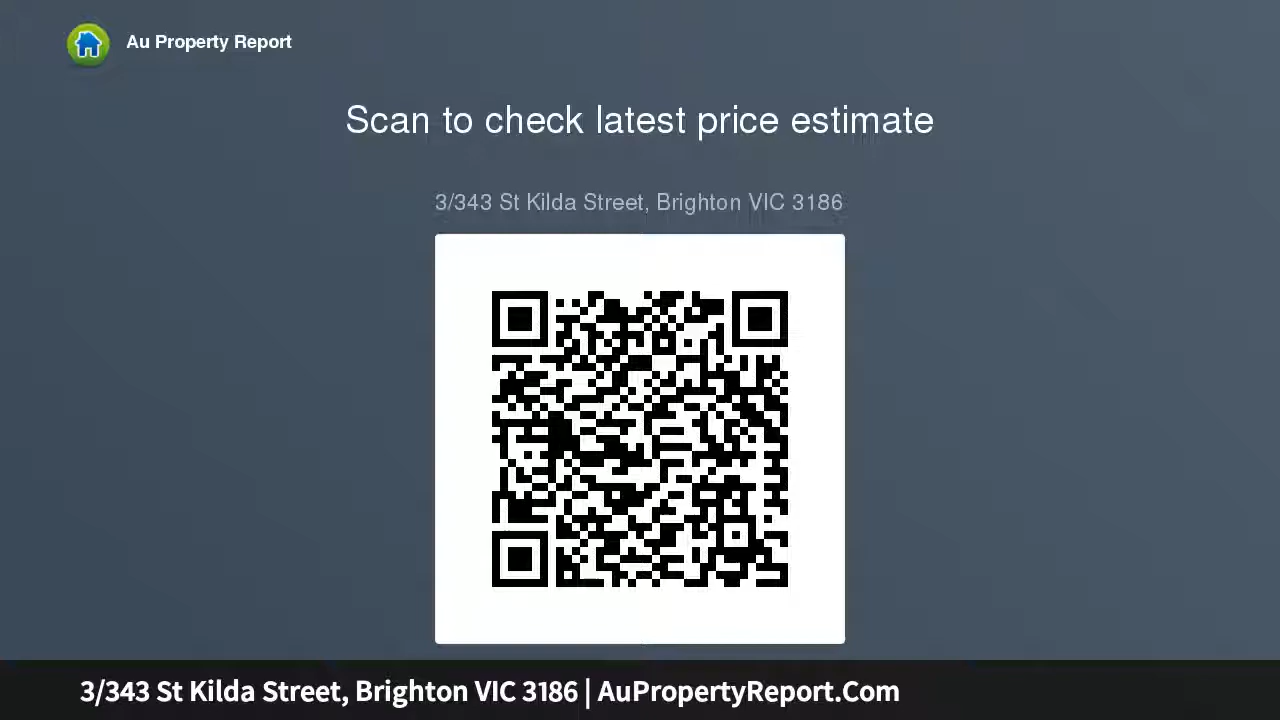 Au Property Report
Scan to check latest price estimate
3/343 St Kilda Street, Brighton VIC 3186
3/343 St Kilda Street, Brighton VIC 3186 | AuPropertyReport.Com